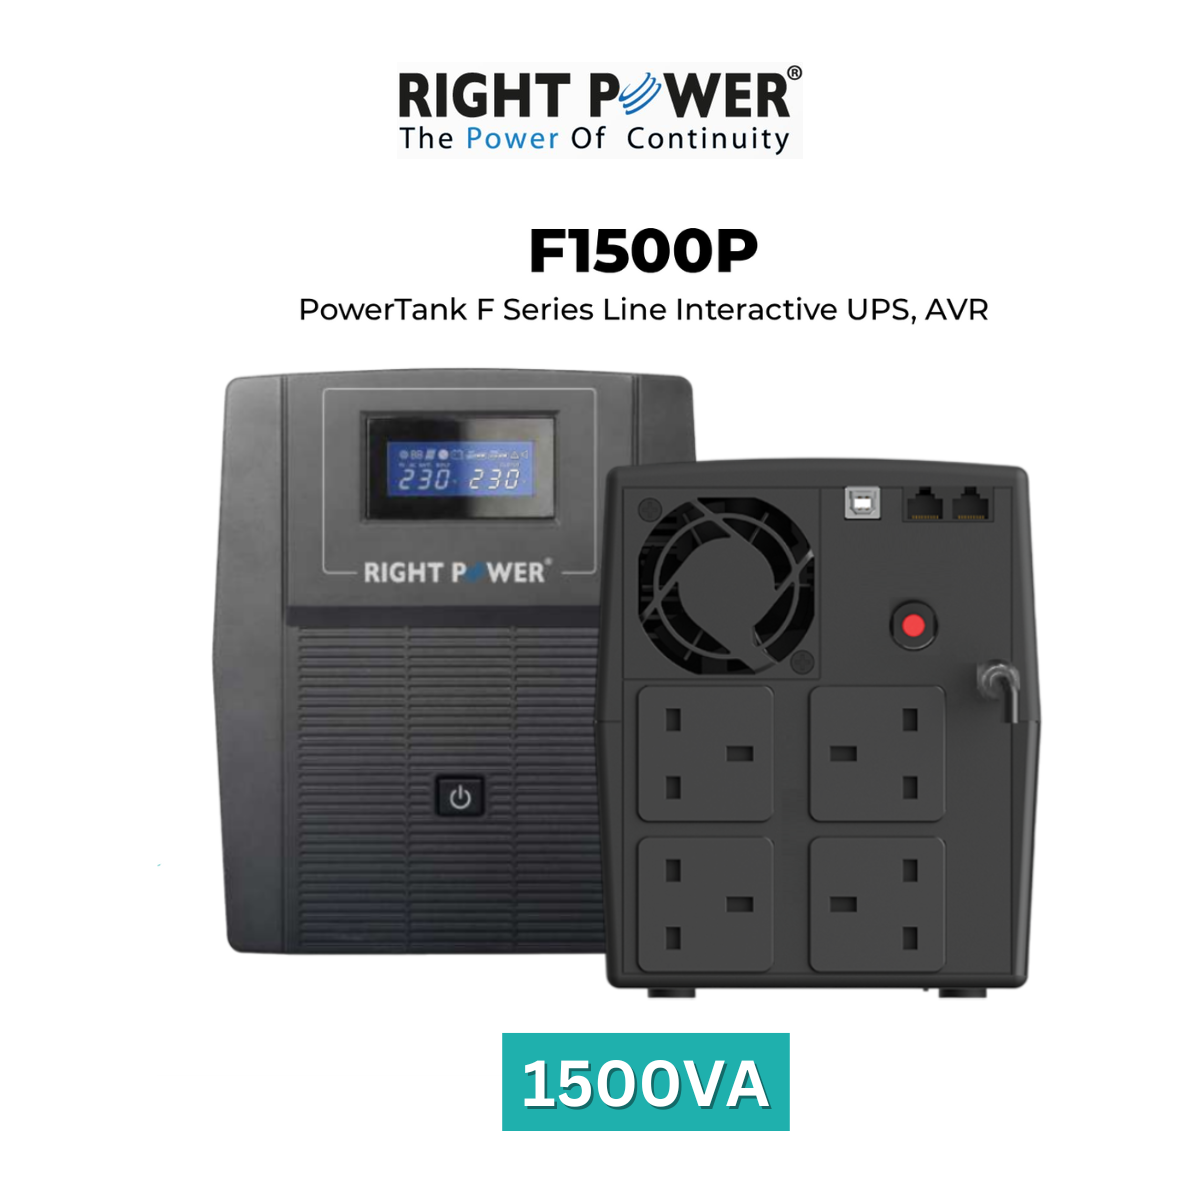 RIGHT POWER®
The Power Of Continuity
F1500P
PowerTank F Series Line Interactive UPS, AVR
230 230
RIGHT POWER®
1500VA